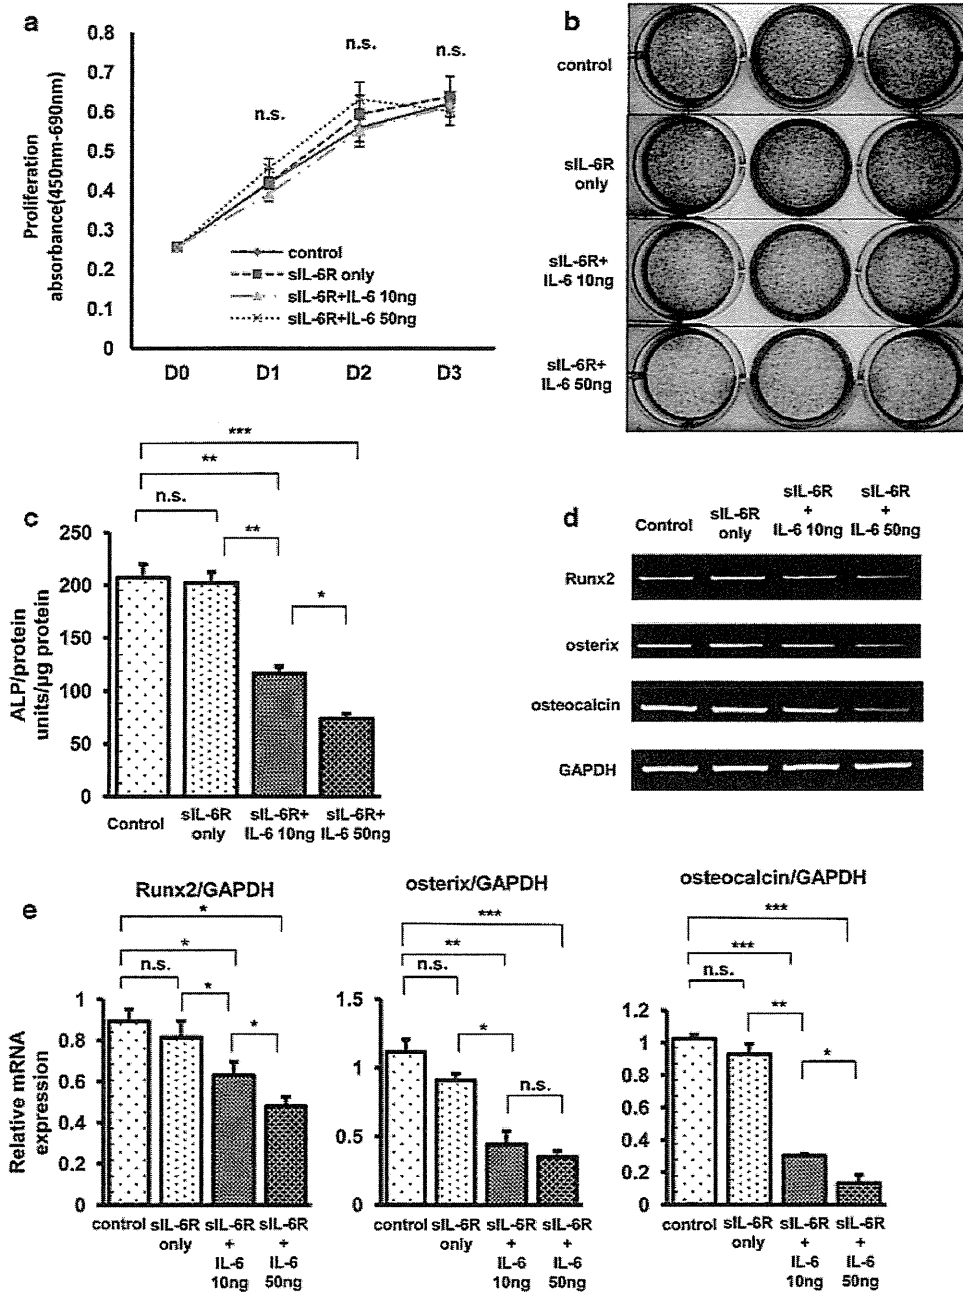 a
0.8
0.7
0.6
0.5
0.4
0.3
0.2
0.1
0
Proliferation
absorbance(450nm-690nm)
n.s.
n.s.
n.s.
control
sIL-6R only
sIL-6R+IL-6 10ng
sIL-6R+IL-6 50ng
D0 D1 D2 D3
b
control
sIL-6R
only
sIL-6R+
IL-6 10ng
sIL-6R+
IL-6 50ng
c
***
**
n.s.
**
*
250
200
150
100
50
0
ALP/protein
units/µg protein
Control
sIL-6R
only
sIL-6R+
IL-6 10ng
sIL-6R+
IL-6 50ng
d
Control
sIL-6R
only
sIL-6R
+
IL-6 10ng
sIL-6R
+
IL-6 50ng
Runx2
osterix
osteocalcin
GAPDH
e
Relative mRNA
expression
Runx2/GAPDH
*
*
n.s.
*
*
1
0.8
0.6
0.4
0.2
0
control
sIL-6R
only
sIL-6R
+
IL-6
10ng
sIL-6R
+
IL-6
50ng
osterix/GAPDH
***
**
n.s.
*
n.s.
1.5
1
0.5
0
control
sIL-6R
only
sIL-6R
+
IL-6
10ng
sIL-6R
+
IL-6
50ng
osteocalcin/GAPDH
***
***
n.s.
**
*
1.2
1
0.8
0.6
0.4
0.2
0
control
sIL-6R
only
sIL-6R
+
IL-6
10ng
sIL-6R
+
IL-6
50ng